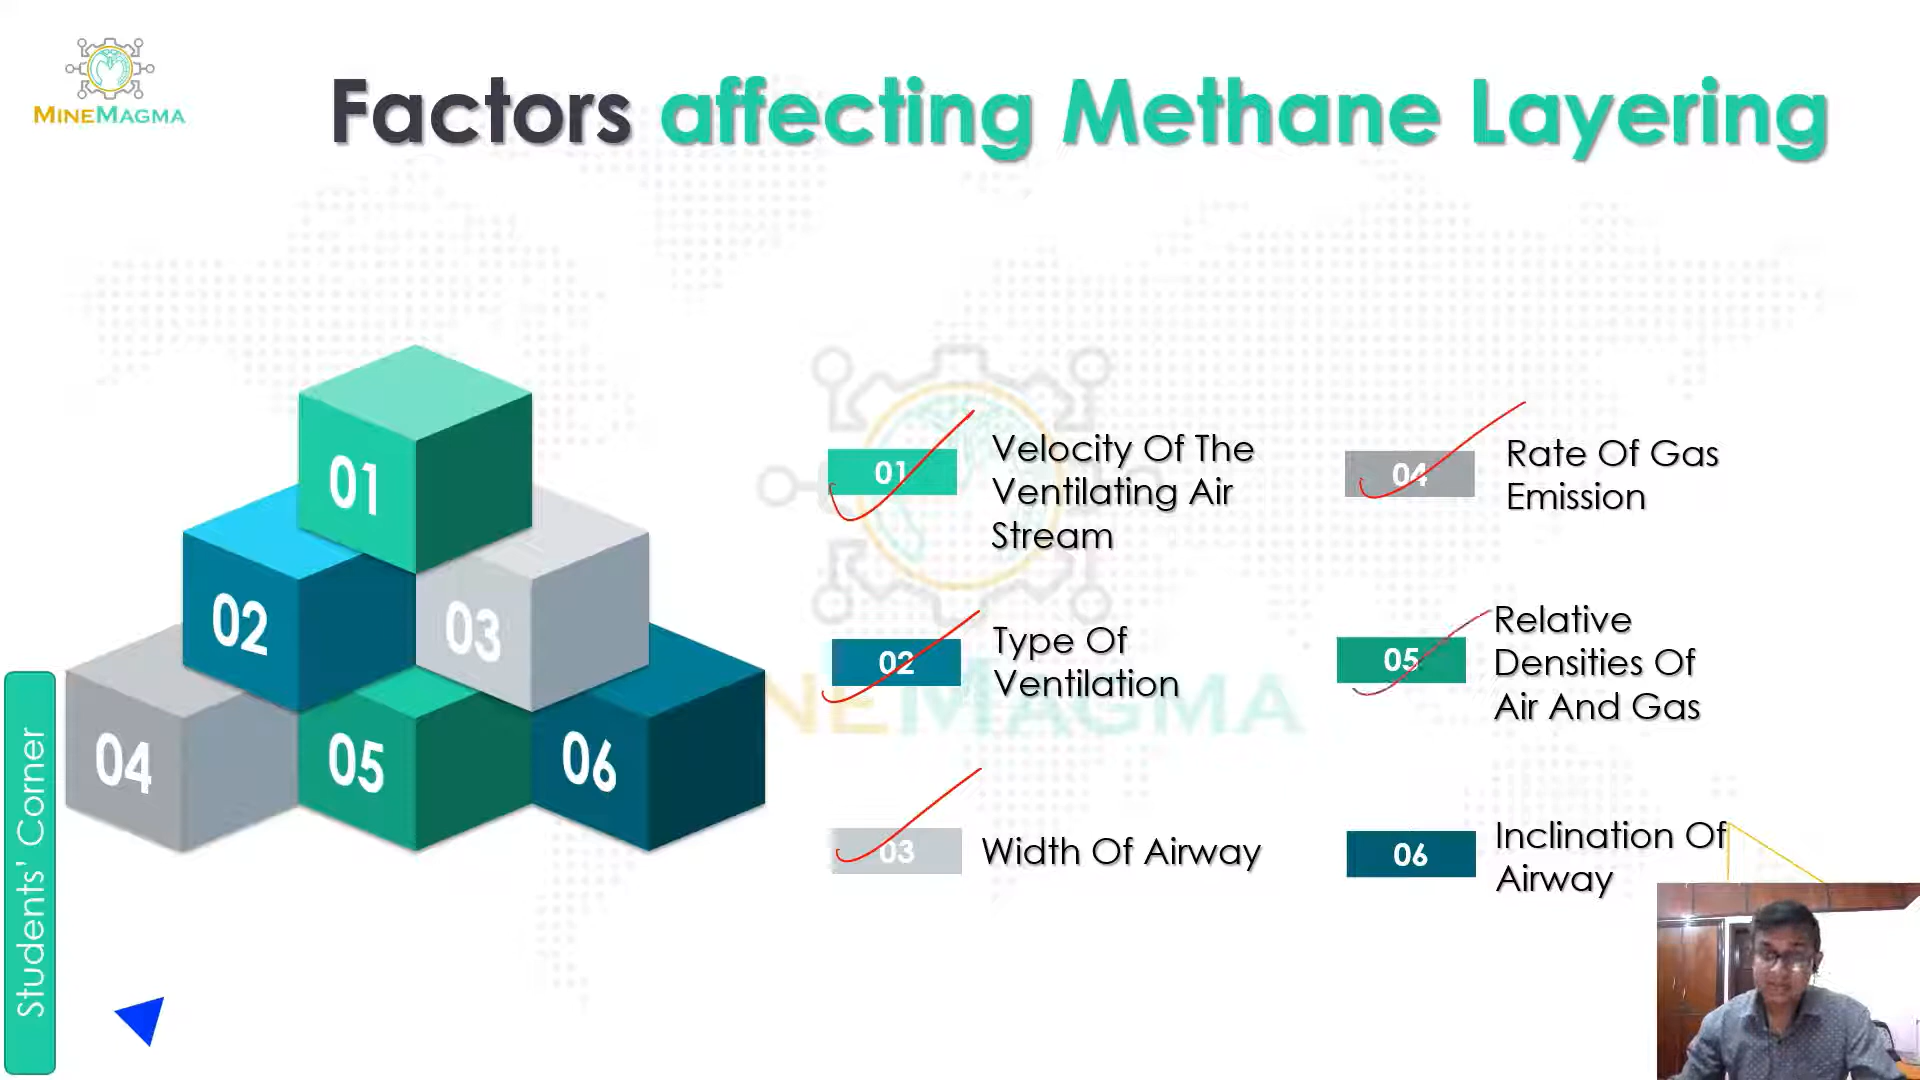 MINEMAGMA
Factors affecting Methane Layering
01
02
03
04
05
06
01
Velocity Of The
Ventilating Air
Stream
02
Type Of
Ventilation
03
Width Of Airway
04
Rate Of Gas
Emission
05
Relative
Densities Of
Air And Gas
06
Inclination Of
Airway
Students' Corner
MINEMAGMA